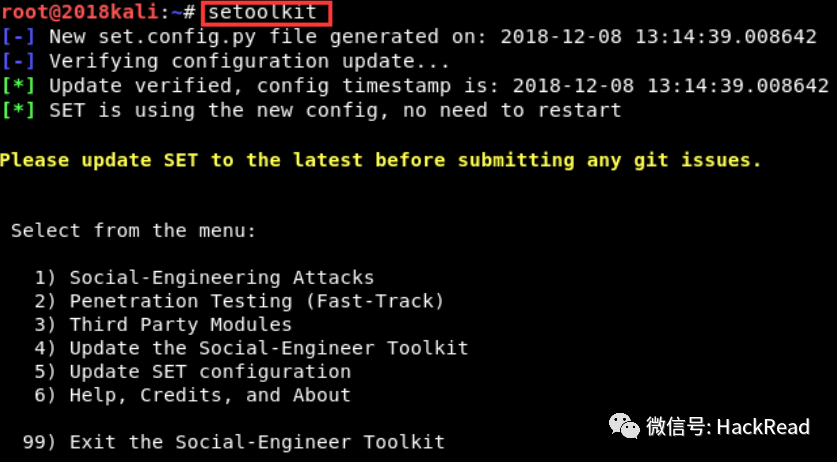 root@2018kali:~# setoolkit
[-] New set.config.py file generated on: 2018-12-08 13:14:39.008642
[-] Verifying configuration update...
[*] Update verified, config timestamp is: 2018-12-08 13:14:39.008642
[*] SET is using the new config, no need to restart
Please update SET to the latest before submitting any git issues.
Select from the menu:
1) Social-Engineering Attacks
2) Penetration Testing (Fast-Track)
3) Third Party Modules
4) Update the Social-Engineer Toolkit
5) Update SET configuration
6) Help, Credits, and About
微信号: HackRead
99) Exit the Social-Engineer Toolkit